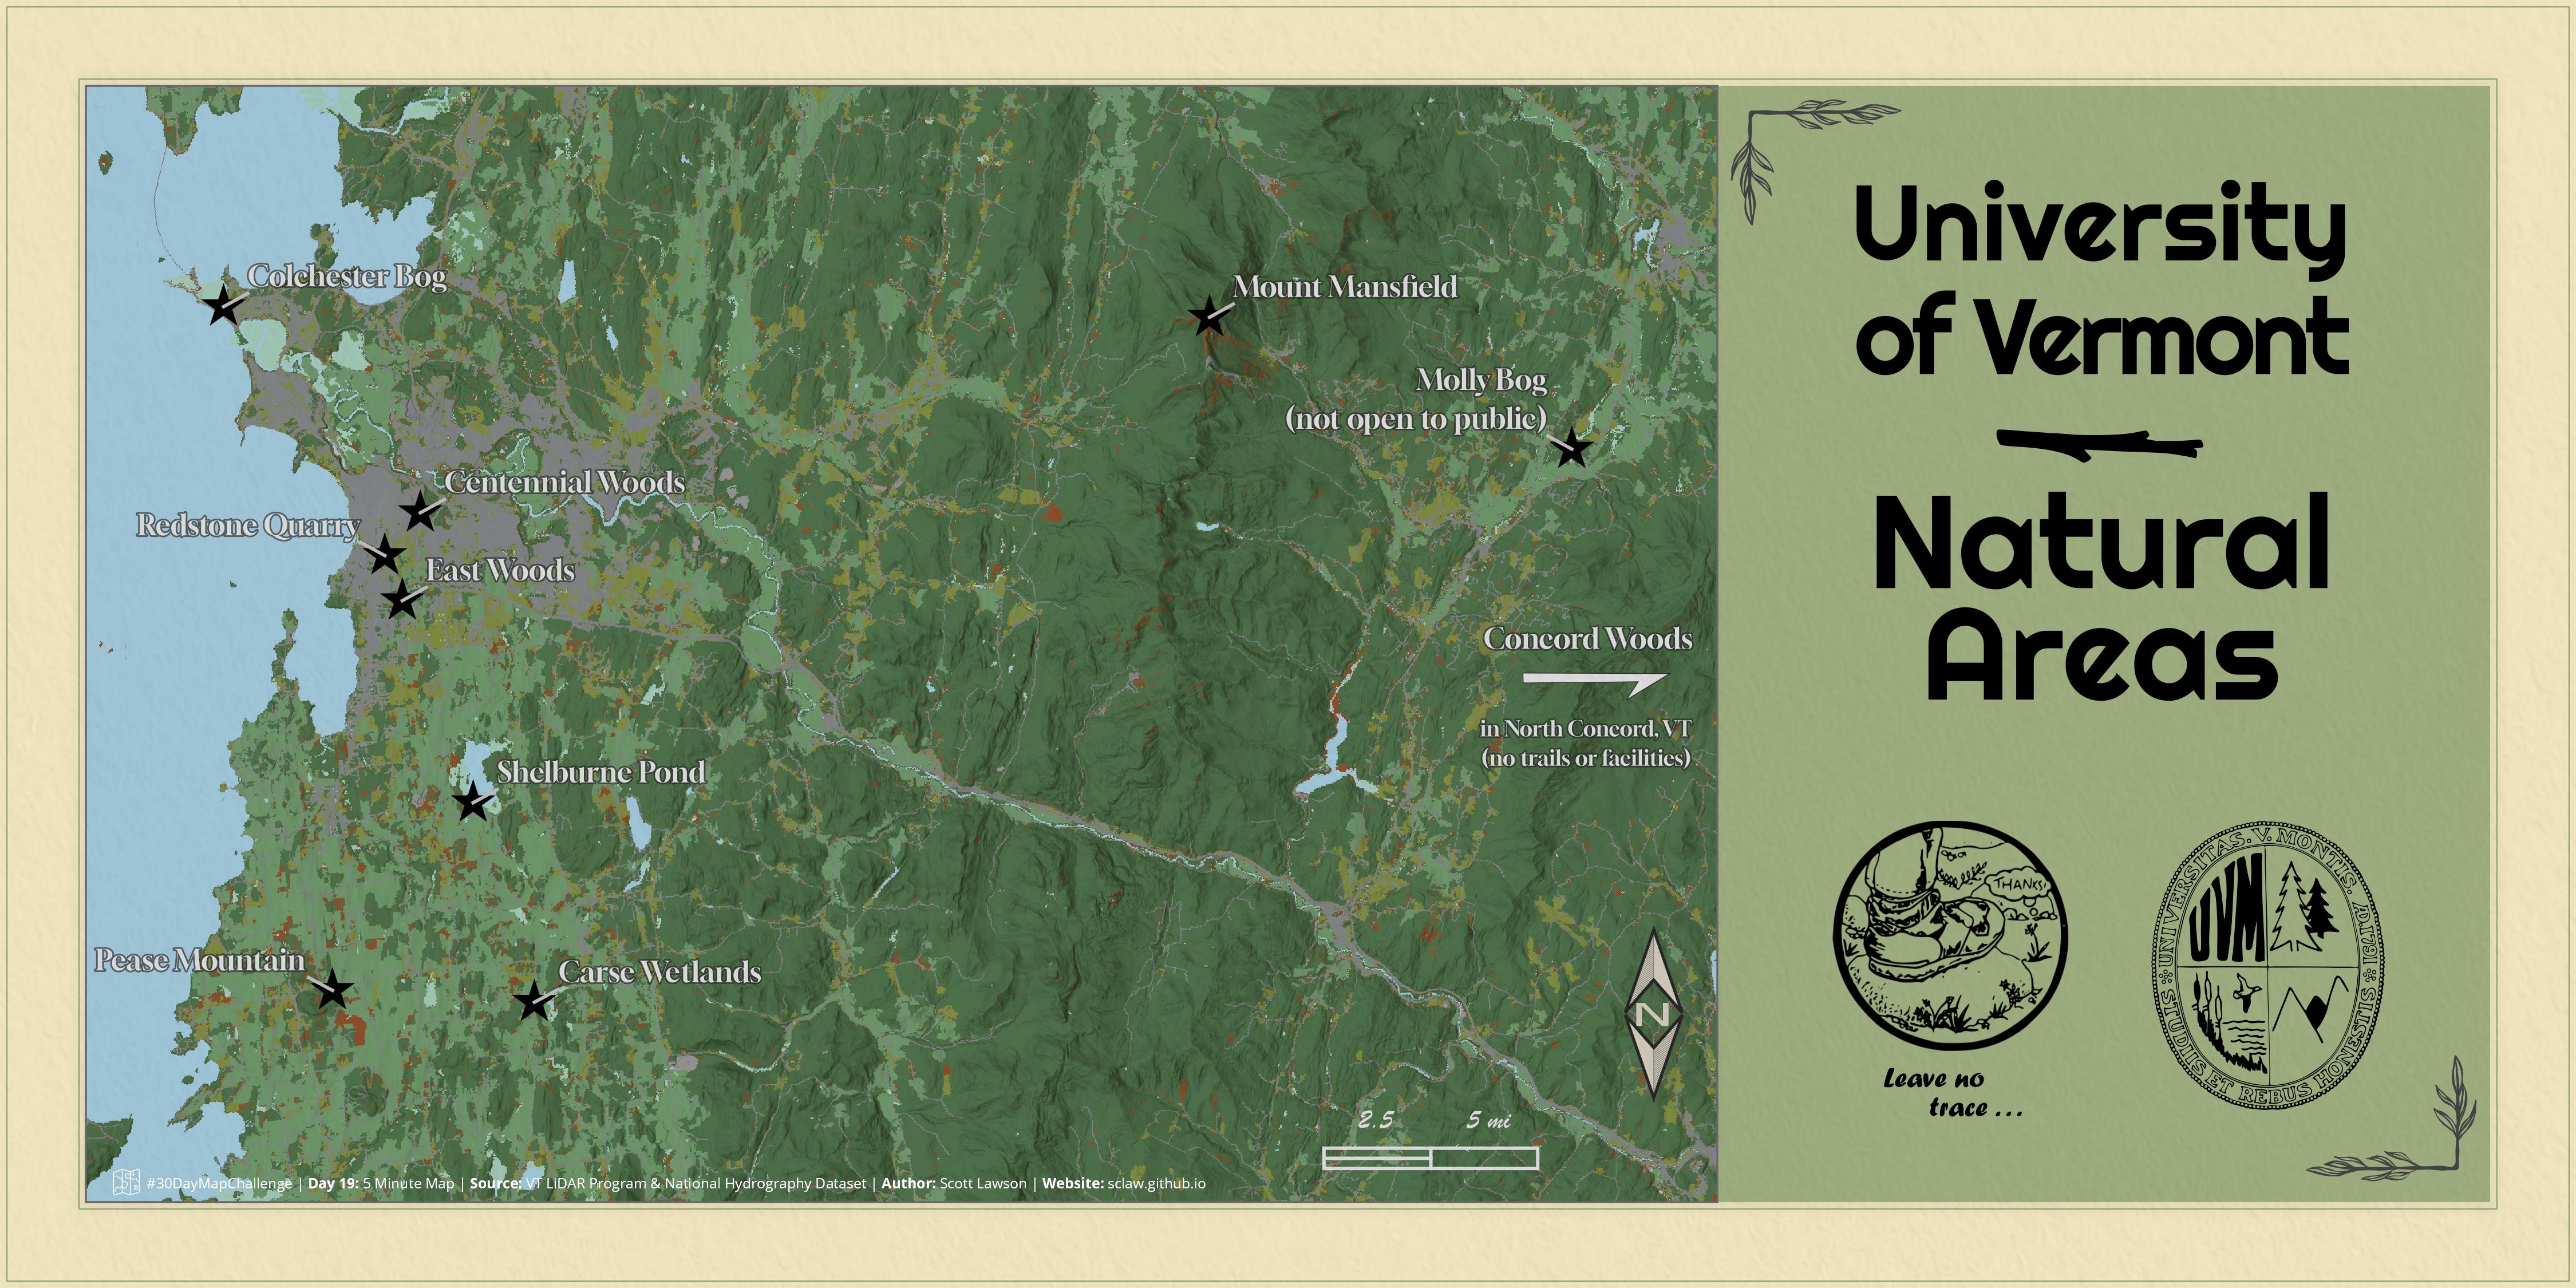 Colchester Bog
Mount Mansfield
Molly Bog
(not open to public)
Centennial Woods
Redstone Quarry
East Woods
Concord Woods
in North Concord, VT
(no trails or facilities)
Shelburne Pond
Pease Mountain
Carse Wetlands
N
2.5 5 mi
#30DayMapChallenge | Day 19: 5 Minute Map | Source: VT LiDAR Program & National Hydrography Dataset | Author: Scott Lawson | Website: sclaw.github.io
University
of Vermont
Natural
Areas
THANKS!
Leave no
trace ...
UNIVERSITAS. V. MONTIS. A.D.1791
UVM
STUDIIS ET REBUS HONESTIS